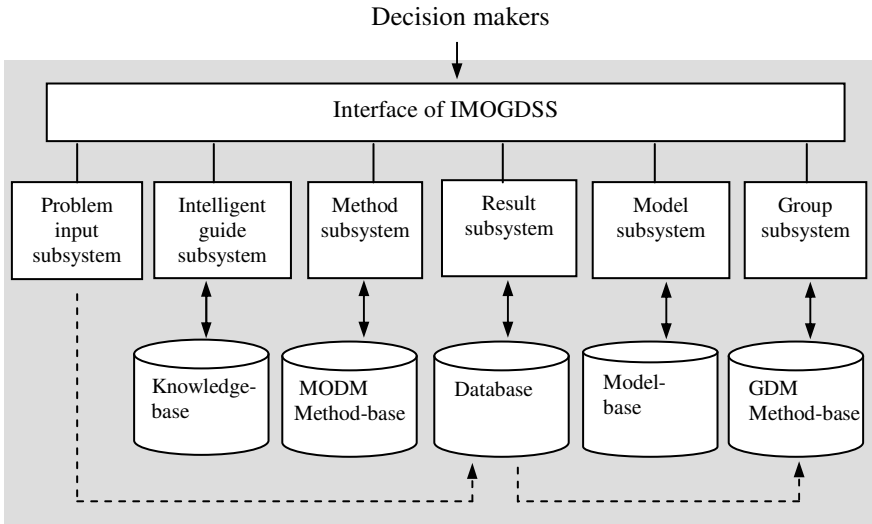 Decision makers
Interface of IMOGDSS
Problem
input
subsystem
Intelligent
guide
subsystem
Method
subsystem
Result
subsystem
Model
subsystem
Group
subsystem
Knowledge-
base
MODM
Method-base
Database
Model-
base
GDM
Method-base